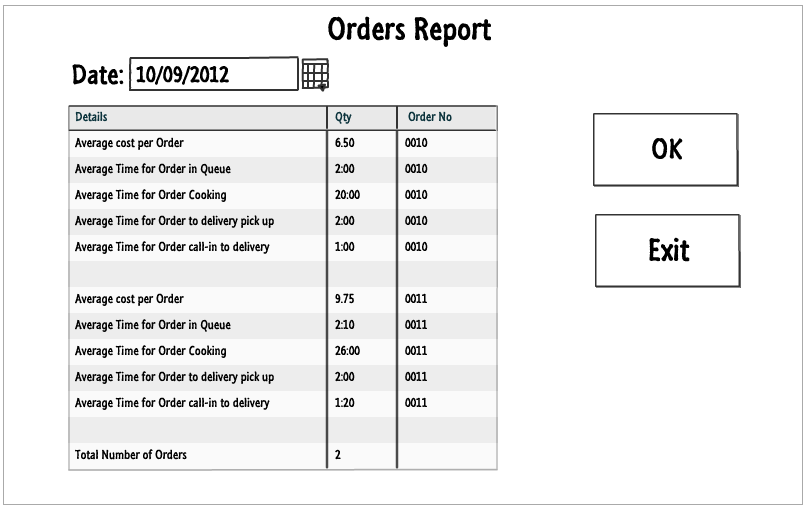 Orders Report
Date: 10/09/2012
Details Qty Order No
Average cost per Order 6.50 0010
Average Time for Order in Queue 2:00 0010
Average Time for Order Cooking 20:00 0010
Average Time for Order to delivery pick up 2:00 0010
Average Time for Order call-in to delivery 1:00 0010
Average cost per Order 9.75 0011
Average Time for Order in Queue 2:10 0011
Average Time for Order Cooking 26:00 0011
Average Time for Order to delivery pick up 2:00 0011
Average Time for Order call-in to delivery 1:20 0011
Total Number of Orders 2
OK
Exit